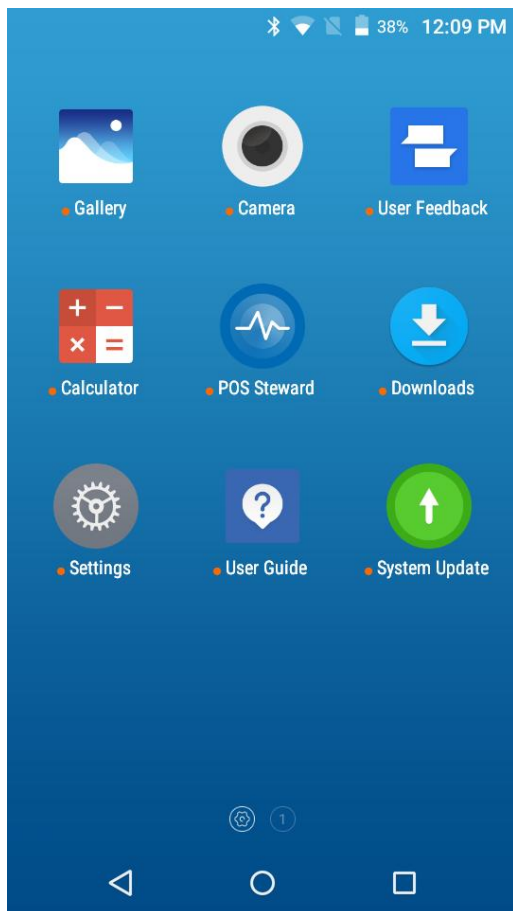 38% 12:09 PM
Gallery
Camera
User Feedback
Calculator
POS Steward
Downloads
Settings
User Guide
System Update
1